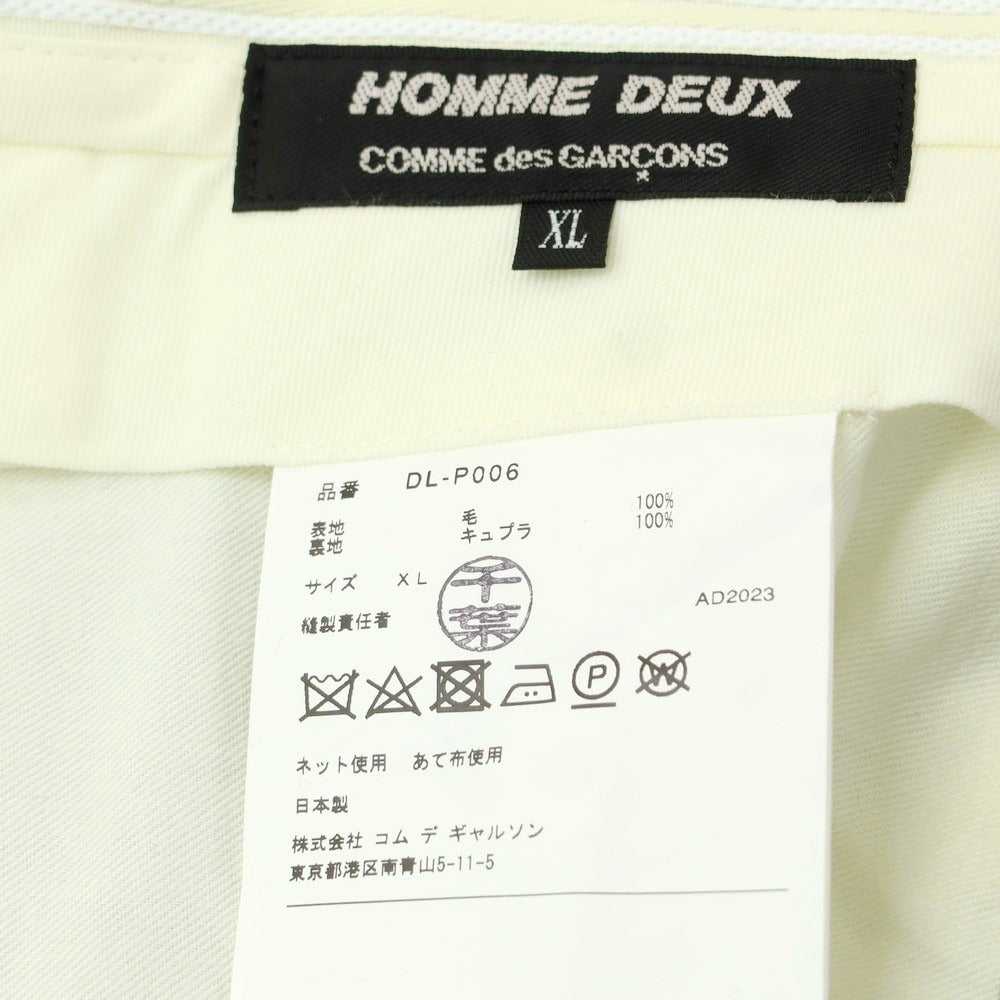 HOMME DEUX
COMME des GARÇONS
XL
品番 DL-P006
表地 毛 100%
裏地 キュプラ 100%
サイズ XL
千葉
AD2023
縫製責任者
P
W
ネット使用 あて布使用
日本製
株式会社 コム デ ギャルソン
東京都港区南青山5-11-5